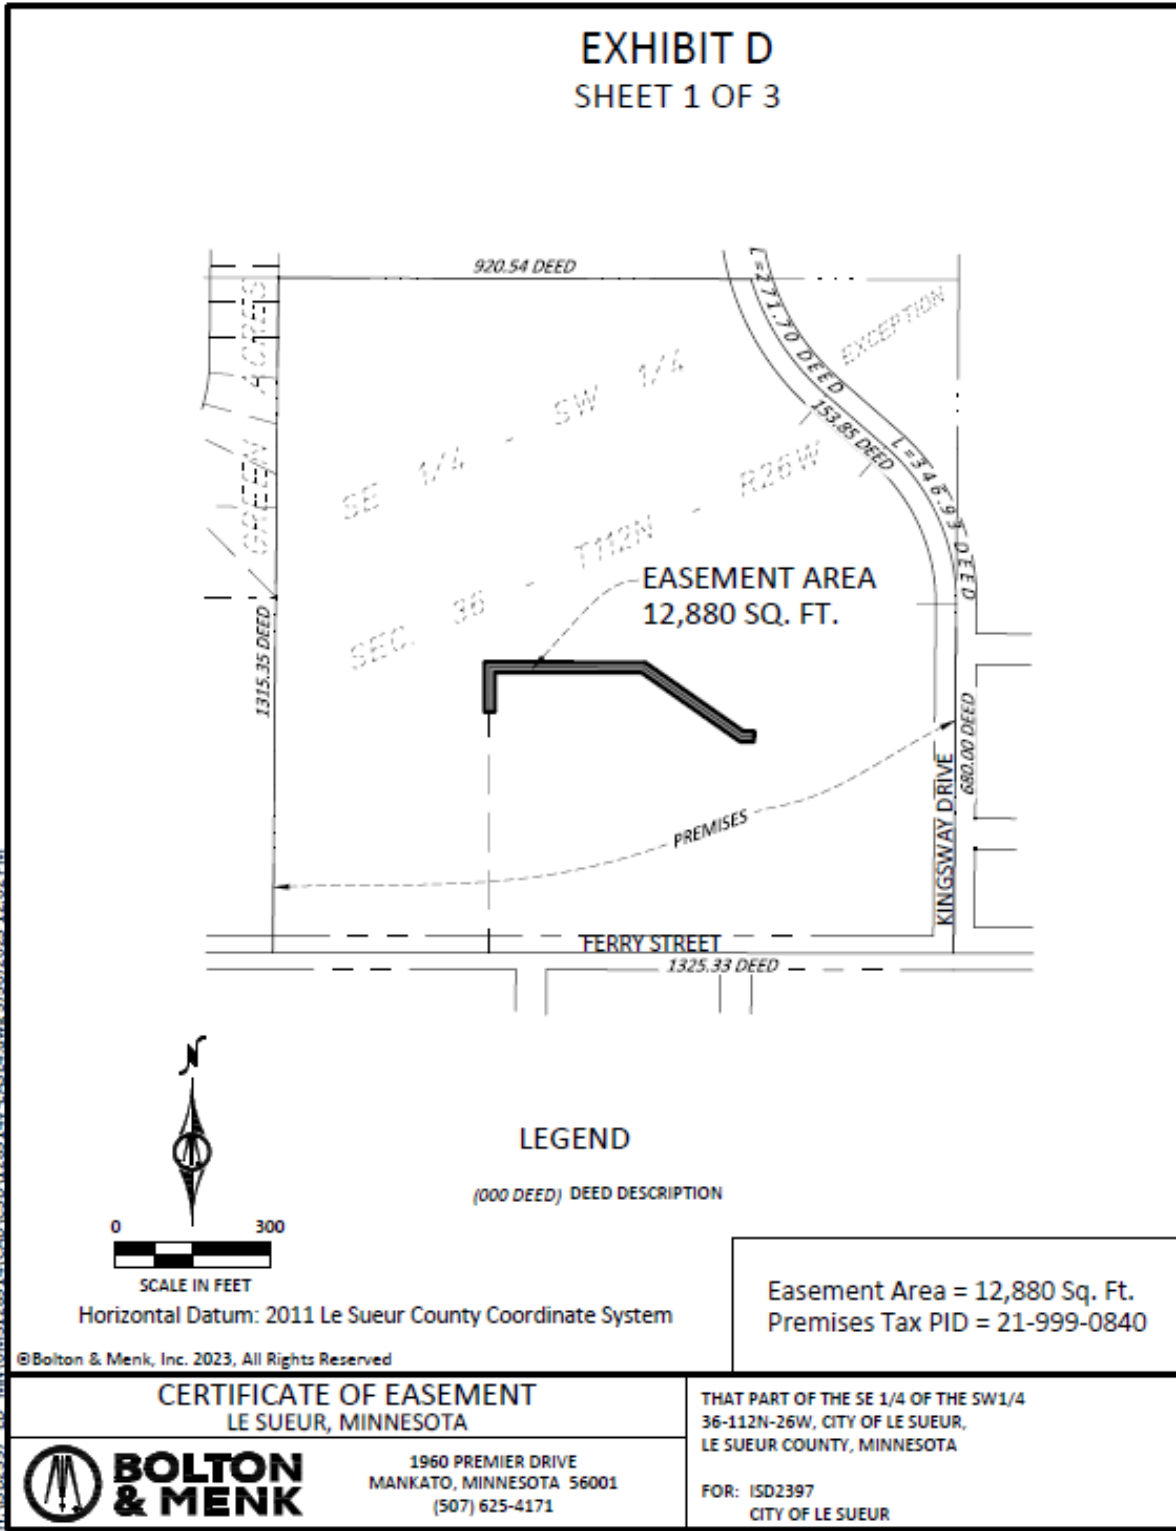 EXHIBIT D
SHEET 1 OF 3
920.54 DEED
L=271.70 DEED
EXCEPTION
GREEN ACRES
SE 1/4 - SW 1/4
153.85 DEED
L=346.93 DEED
SEC. 36 - T112N - R26W
EASEMENT AREA
12,880 SQ. FT.
1315.35 DEED
680.00 DEED
KINGSWAY DRIVE
PREMISES
FERRY STREET
1325.33 DEED
N
LEGEND
(000 DEED) DEED DESCRIPTION
0 300
SCALE IN FEET
Horizontal Datum: 2011 Le Sueur County Coordinate System
Easement Area = 12,880 Sq. Ft.
Premises Tax PID = 21-999-0840
©Bolton & Menk, Inc. 2023, All Rights Reserved
CERTIFICATE OF EASEMENT
LE SUEUR, MINNESOTA
BOLTON
& MENK
1960 PREMIER DRIVE
MANKATO, MINNESOTA 56001
(507) 625-4171
THAT PART OF THE SE 1/4 OF THE SW1/4
36-112N-26W, CITY OF LE SUEUR,
LE SUEUR COUNTY, MINNESOTA
FOR: ISD2397
CITY OF LE SUEUR